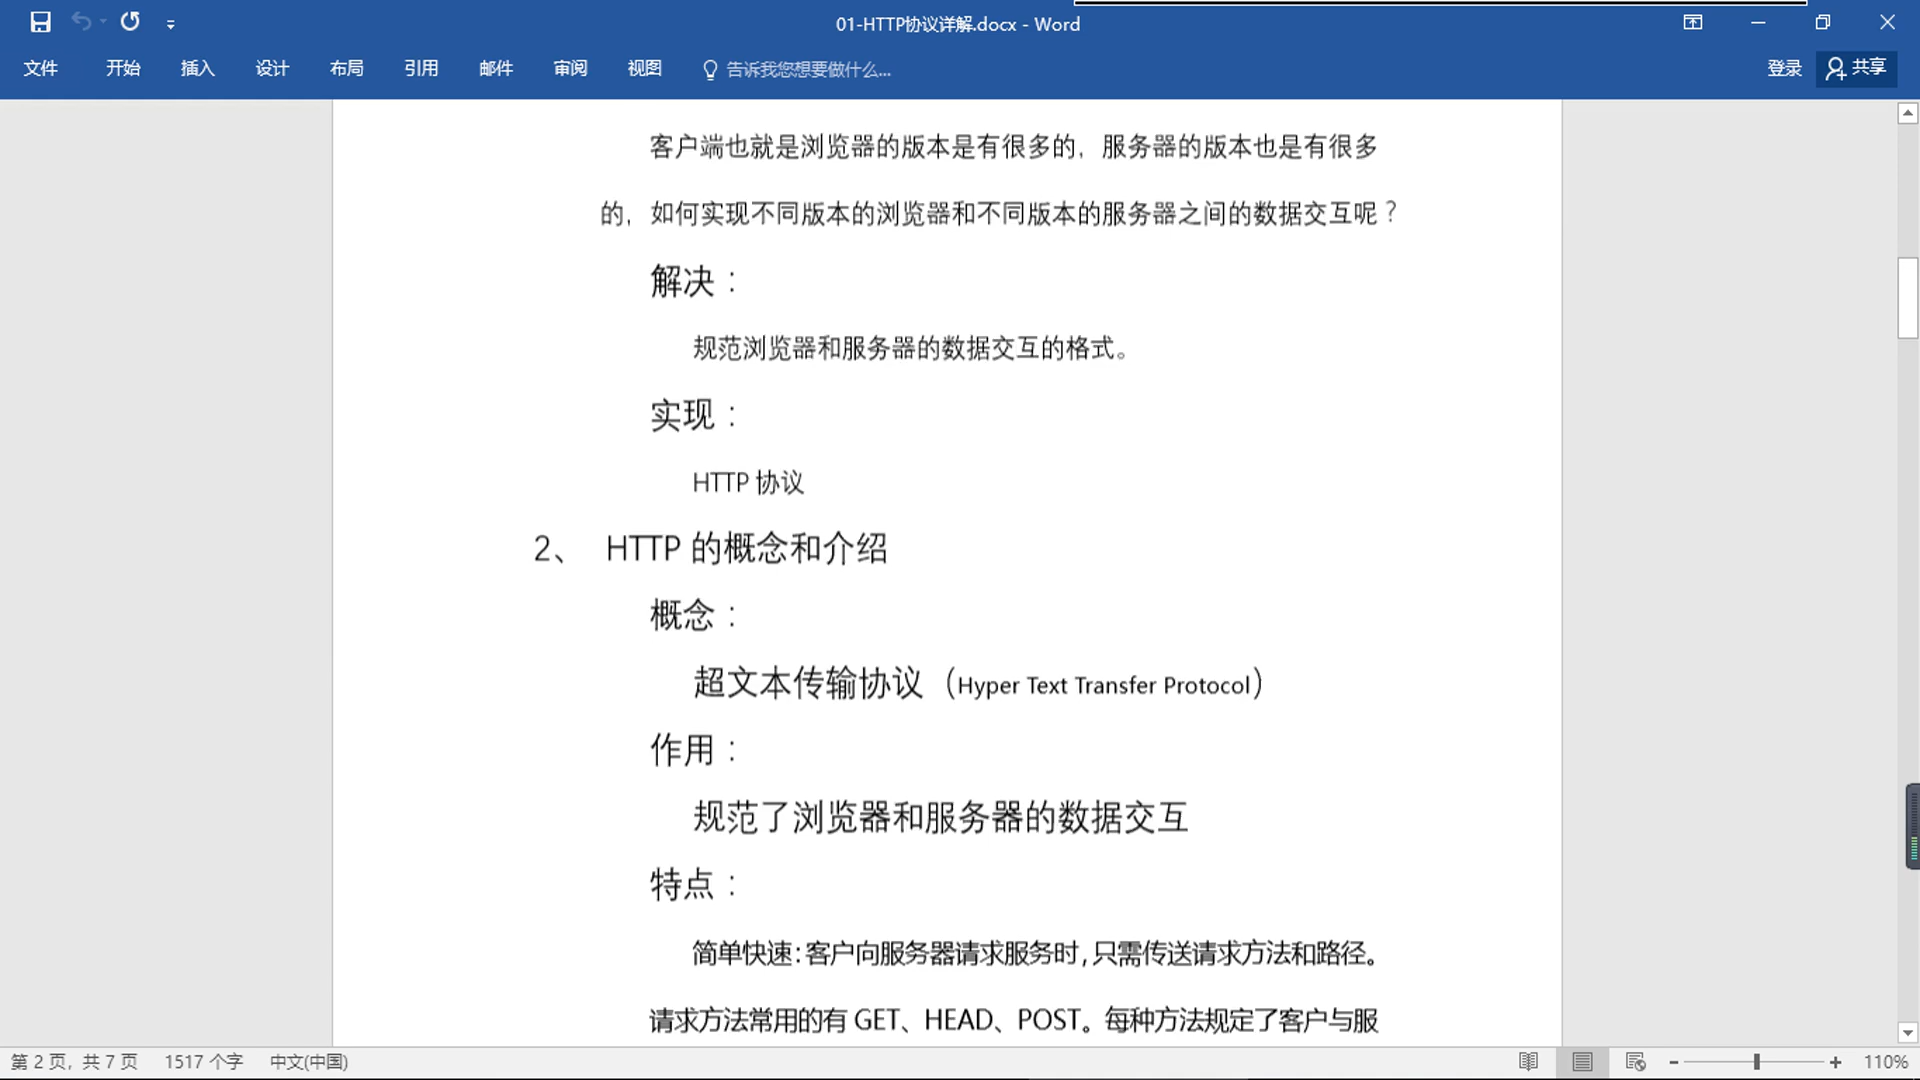 01-HTTP协议详解.docx - Word
文件 开始 插入 设计 布局 引用 邮件 审阅 视图 告诉我您想要做什么... 登录 共享
客户端也就是浏览器的版本是有很多的，服务器的版本也是有很多
的，如何实现不同版本的浏览器和不同版本的服务器之间的数据交互呢？
解决：
规范浏览器和服务器的数据交互的格式。
实现：
HTTP 协议
2、 HTTP 的概念和介绍
概念：
超文本传输协议（Hyper Text Transfer Protocol）
作用：
规范了浏览器和服务器的数据交互
特点：
简单快速：客户向服务器请求服务时，只需传送请求方法和路径。
请求方法常用的有 GET、HEAD、POST。每种方法规定了客户与服
第 2 页，共 7 页 1517 个字 中文(中国) 110%